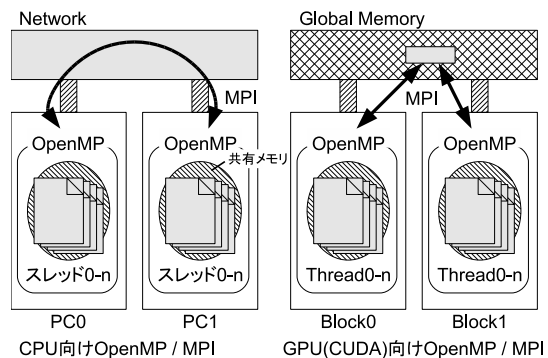 Network
MPI
OpenMP
スレッド0-n
PC0
OpenMP
共有メモリ
スレッド0-n
PC1
CPU向けOpenMP / MPI
Global Memory
MPI
OpenMP
Thread0-n
Block0
OpenMP
Thread0-n
Block1
GPU(CUDA)向けOpenMP / MPI